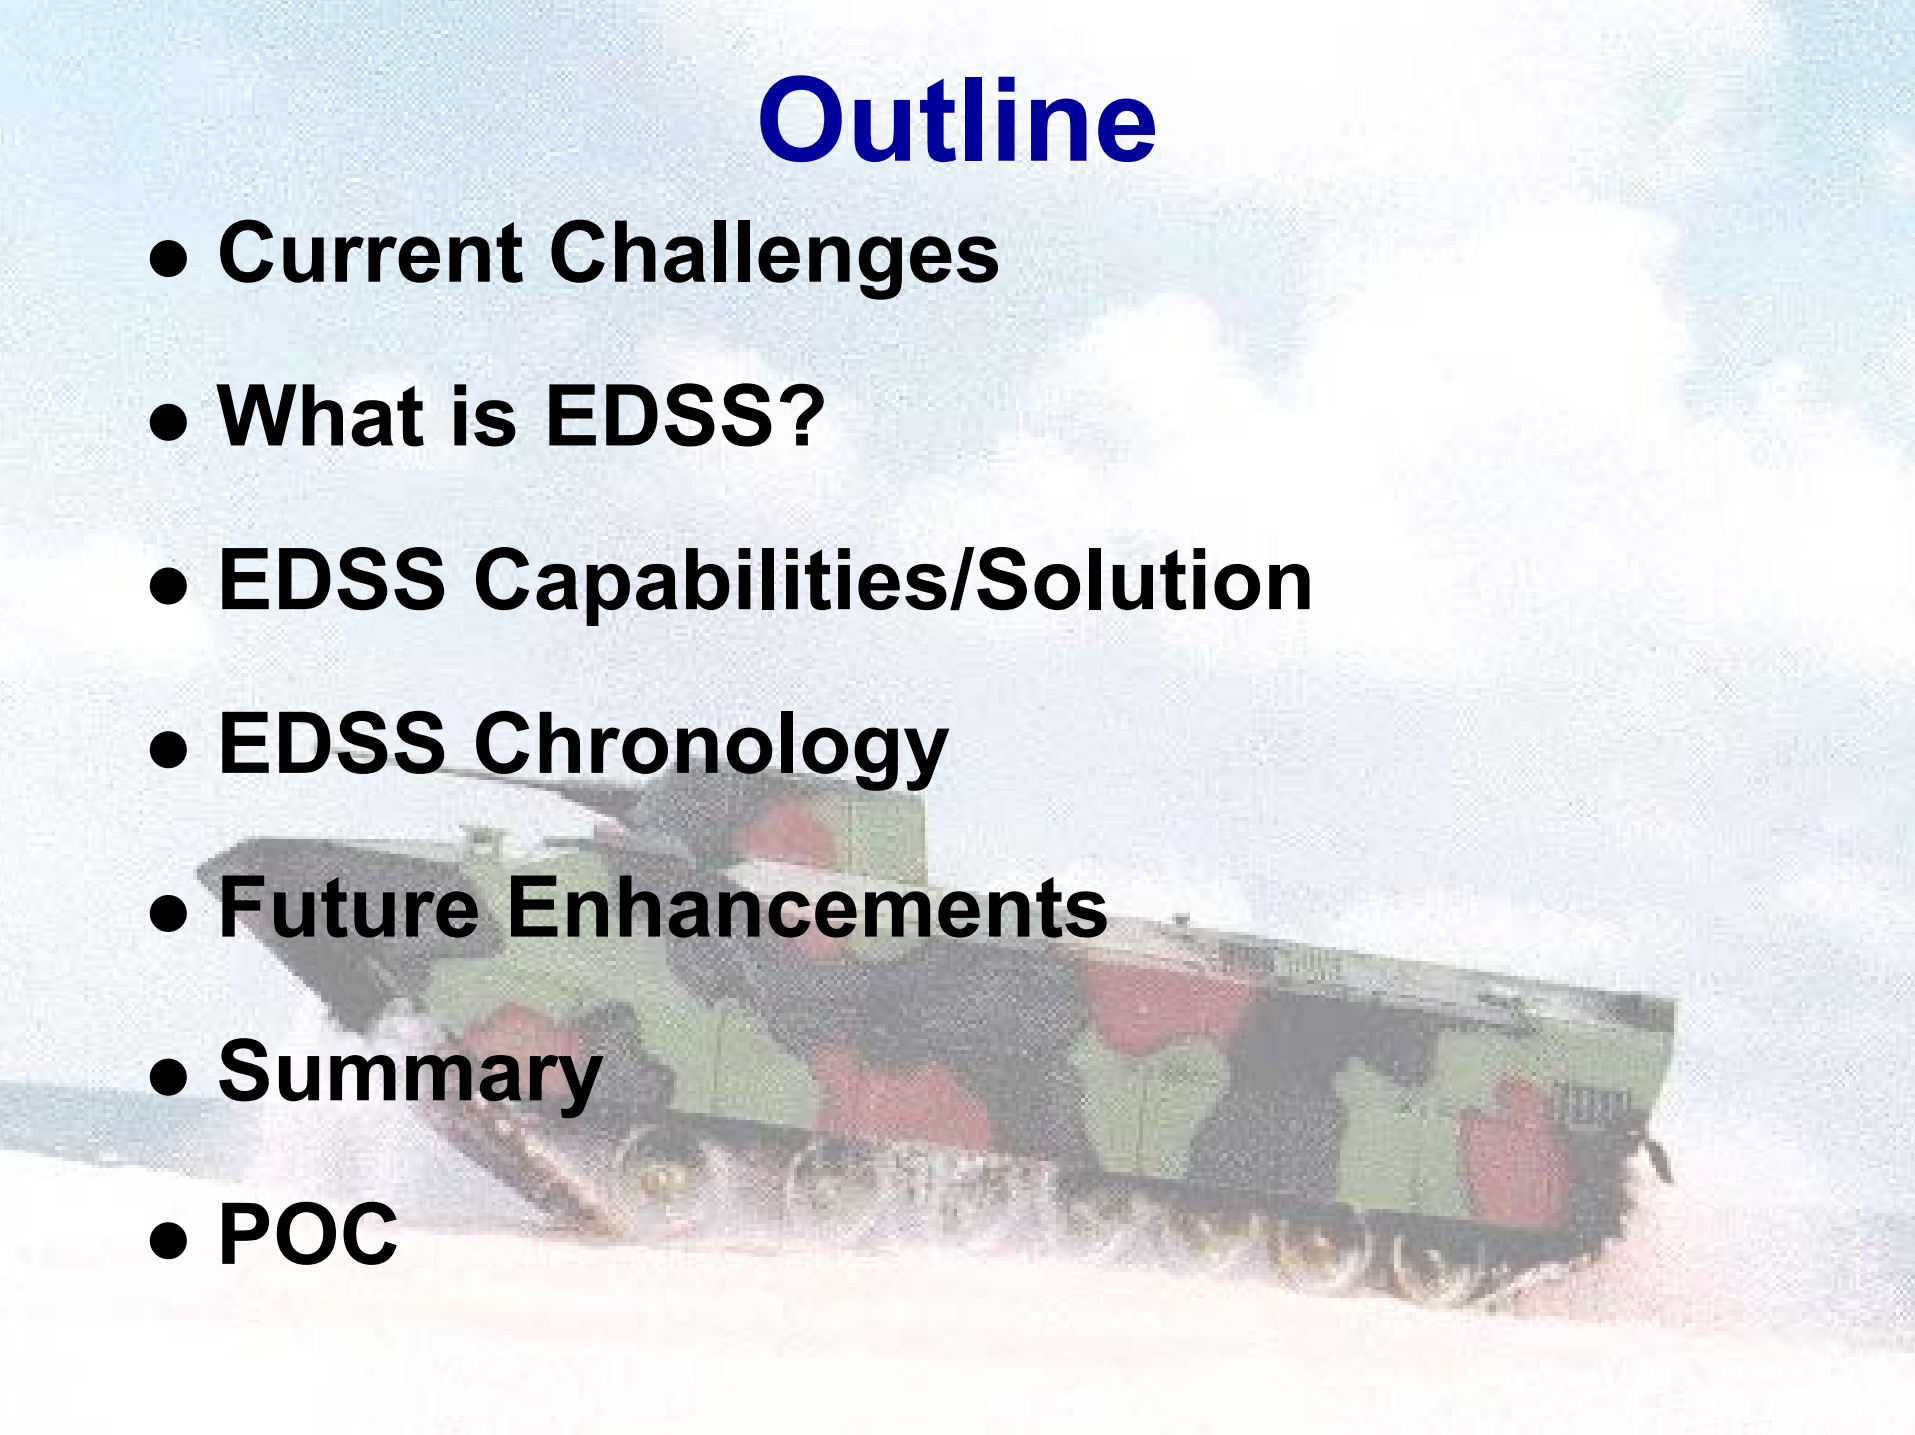 Outline
● Current Challenges
● What is EDSS?
● EDSS Capabilities/Solution
● EDSS Chronology
● Future Enhancements
● Summary
● POC